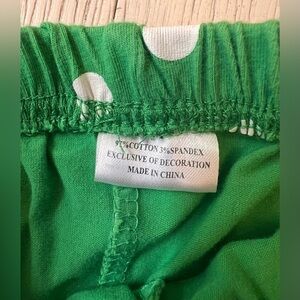 97%COTTON 3%SPANDEX
EXCLUSIVE OF DECORATION
MADE IN CHINA